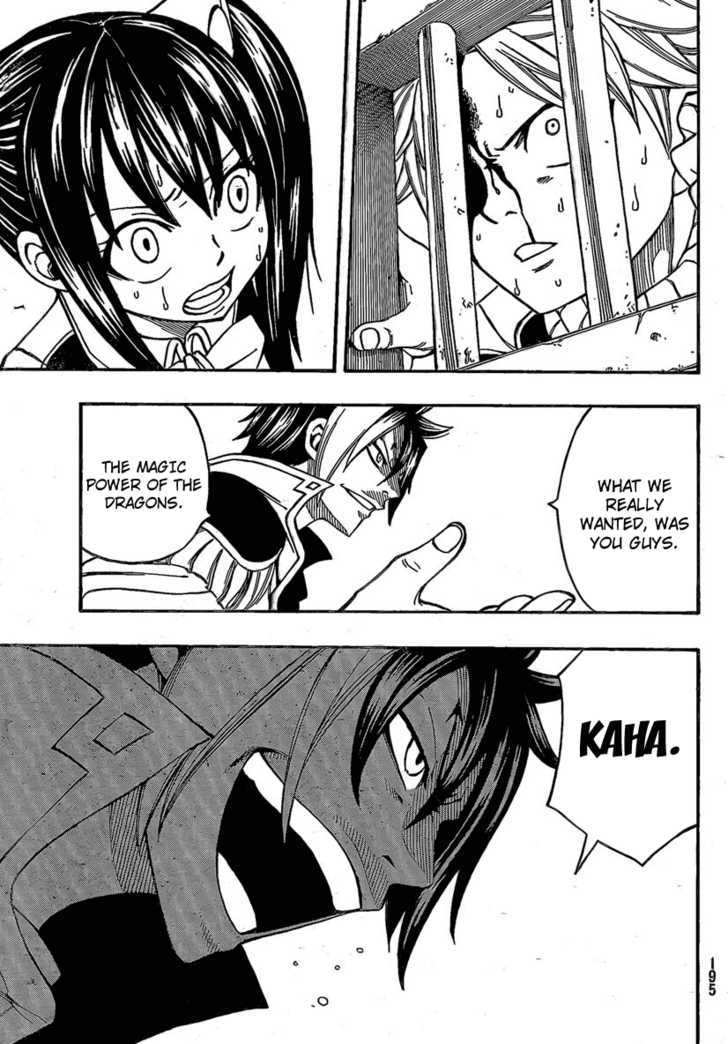 WHAT WE
REALLY
WANTED, WAS
YOU GUYS.
THE MAGIC
POWER OF THE
DRAGONS.
KAHA.
195